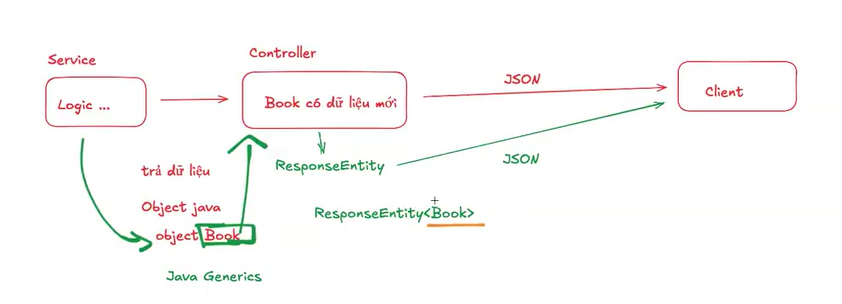 Service
Controller
Logic ...
Book có dữ liệu mới
JSON
Client
trả dữ liệu
ResponseEntity
JSON
Object java
ResponseEntity<Book>
object Book
Java Generics